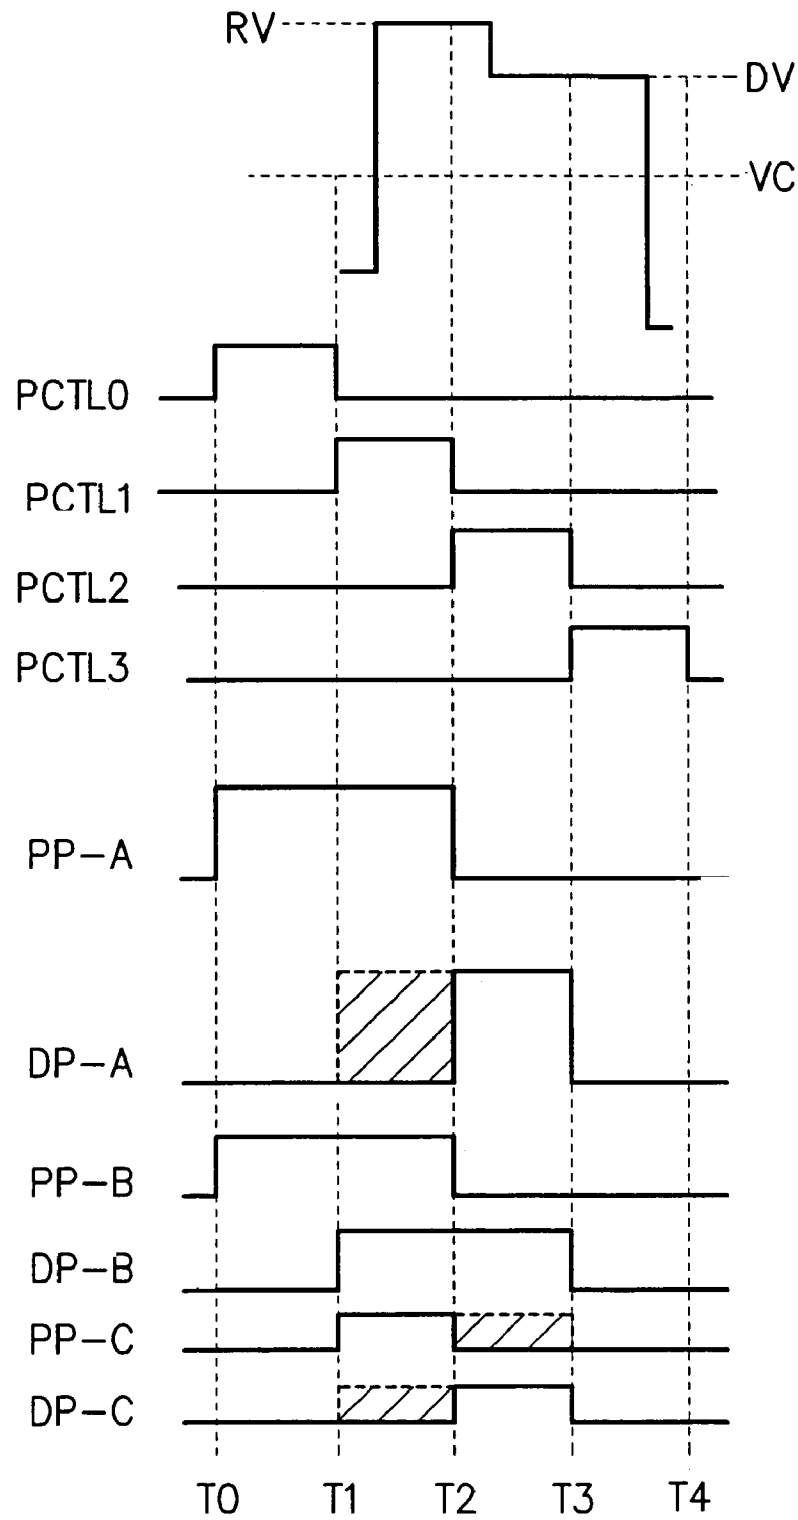 RV
DV
VC
PCTL0
PCTL1
PCTL2
PCTL3
PP-A
DP-A
PP-B
DP-B
PP-C
DP-C
T0 T1 T2 T3 T4